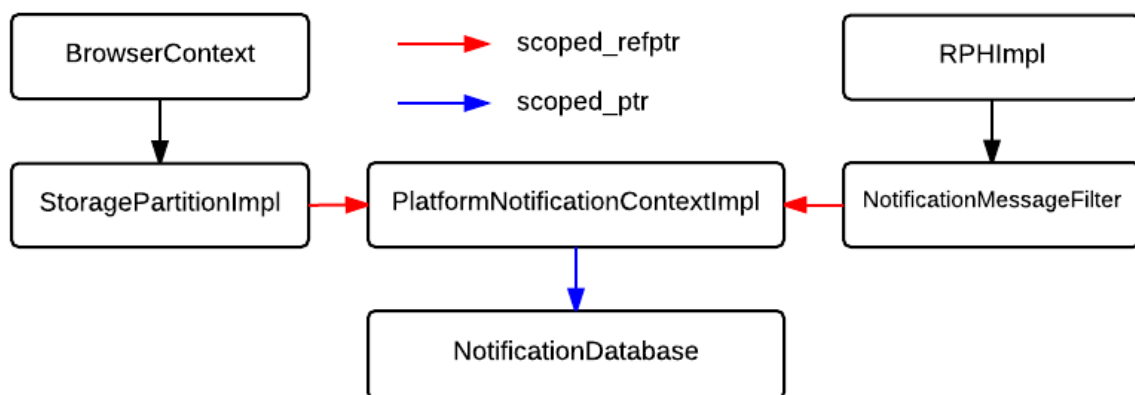 BrowserContext
scoped_refptr
RPHImpl
scoped_ptr
StoragePartitionImpl
PlatformNotificationContextImpl
NotificationMessageFilter
NotificationDatabase